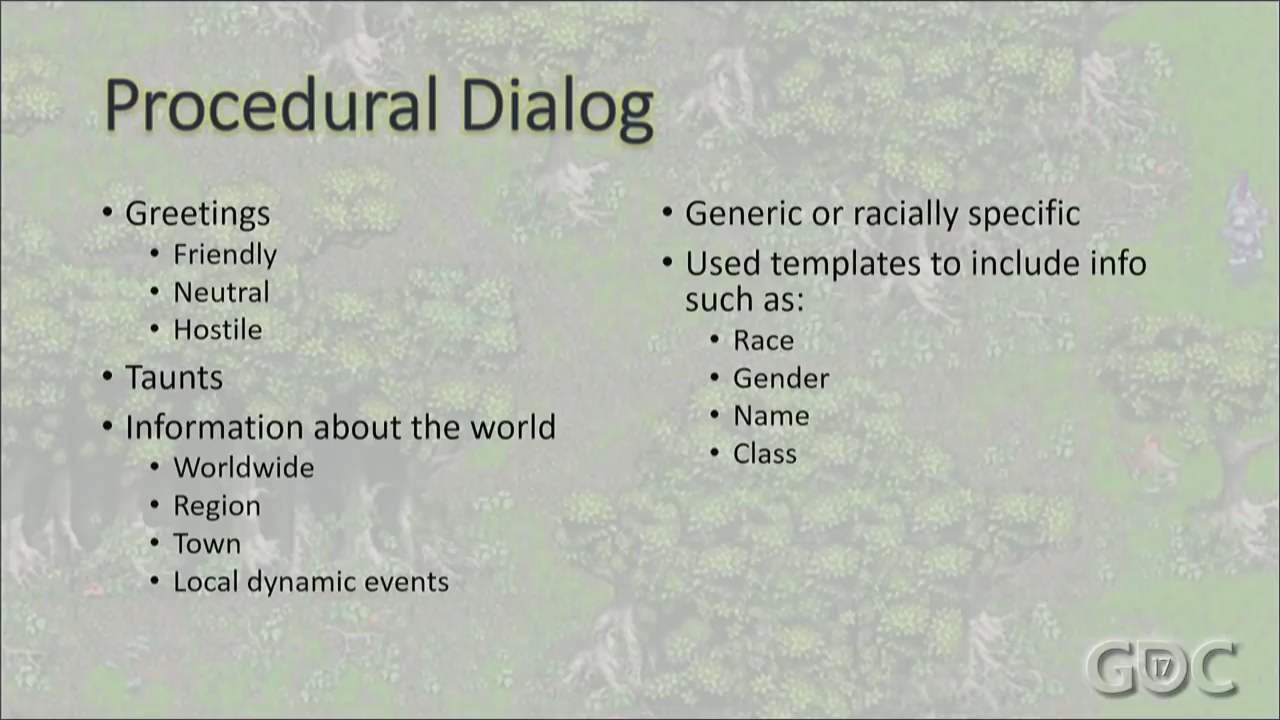 Procedural Dialog
• Greetings
• Friendly
• Neutral
• Hostile
• Taunts
• Information about the world
• Worldwide
• Region
• Town
• Local dynamic events
• Generic or racially specific
• Used templates to include info
such as:
• Race
• Gender
• Name
• Class
GDC
17